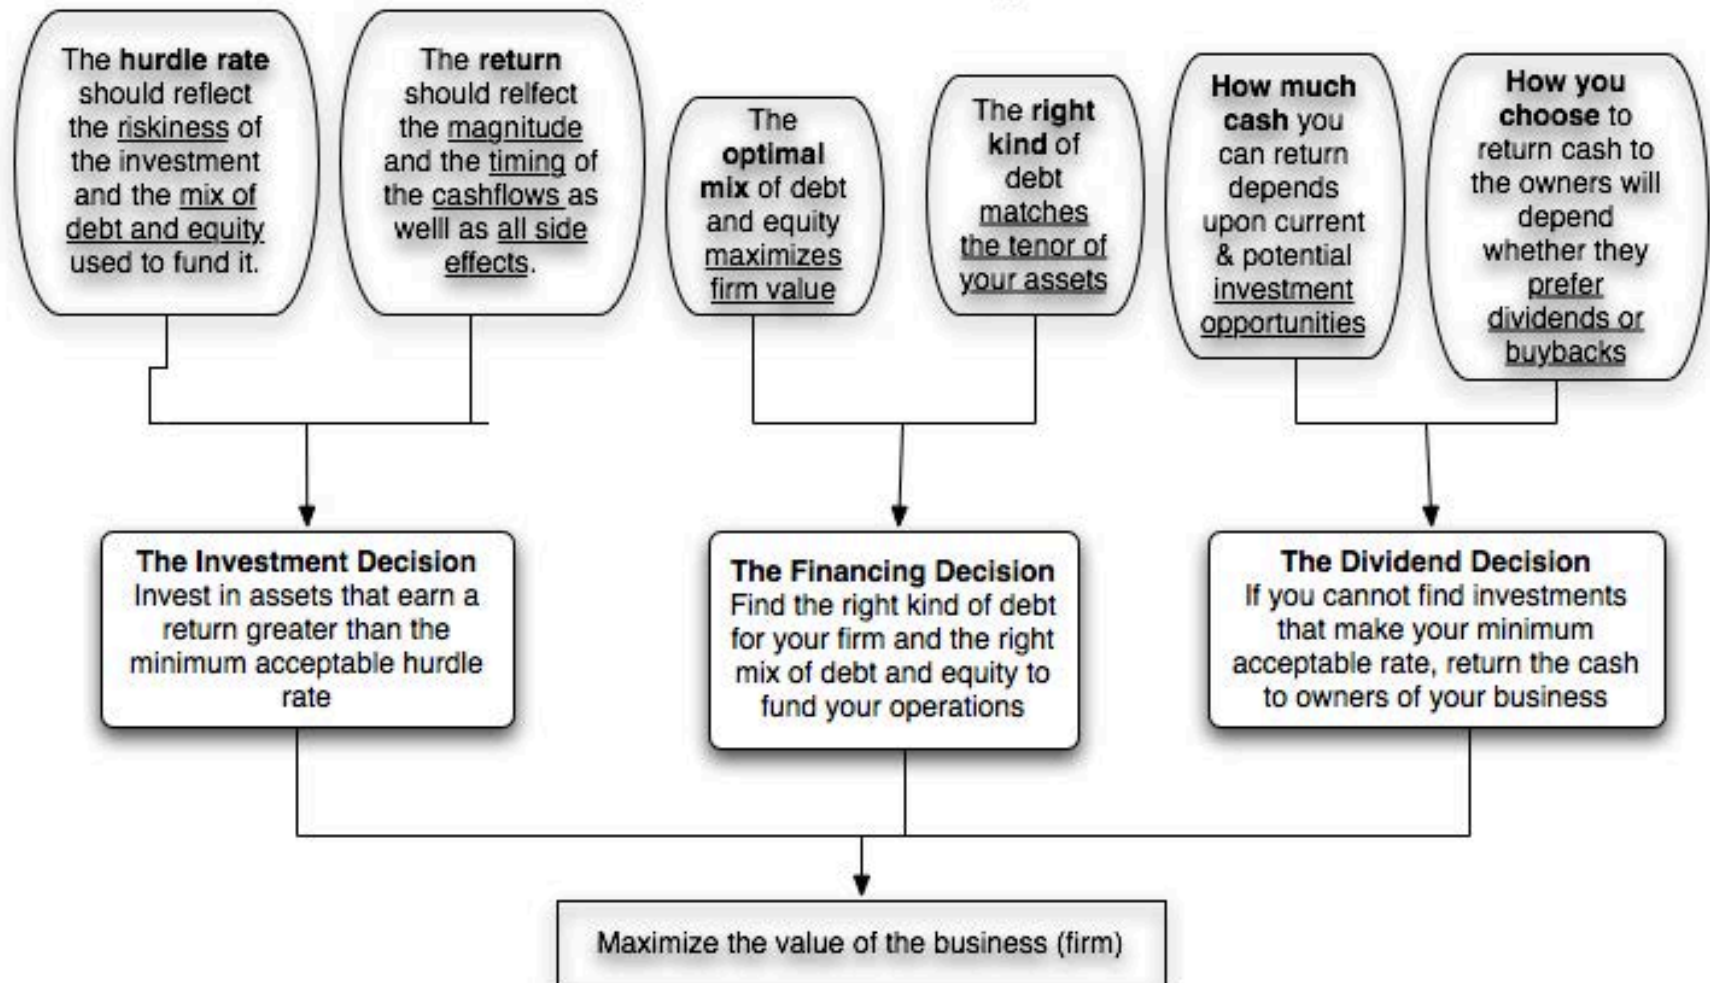 The hurdle rate
should reflect
the riskiness of
the investment
and the mix of
debt and equity
used to fund it.
The return
should relfect
the magnitude
and the timing of
the cashflows as
welll as all side
effects.
The
optimal
mix of debt
and equity
maximizes
firm value
The right
kind of
debt
matches
the tenor of
your assets
How much
cash you
can return
depends
upon current
& potential
investment
opportunities
How you
choose to
return cash to
the owners will
depend
whether they
prefer
dividends or
buybacks
The Investment Decision
Invest in assets that earn a
return greater than the
minimum acceptable hurdle
rate
The Financing Decision
Find the right kind of debt
for your firm and the right
mix of debt and equity to
fund your operations
The Dividend Decision
If you cannot find investments
that make your minimum
acceptable rate, return the cash
to owners of your business
Maximize the value of the business (firm)